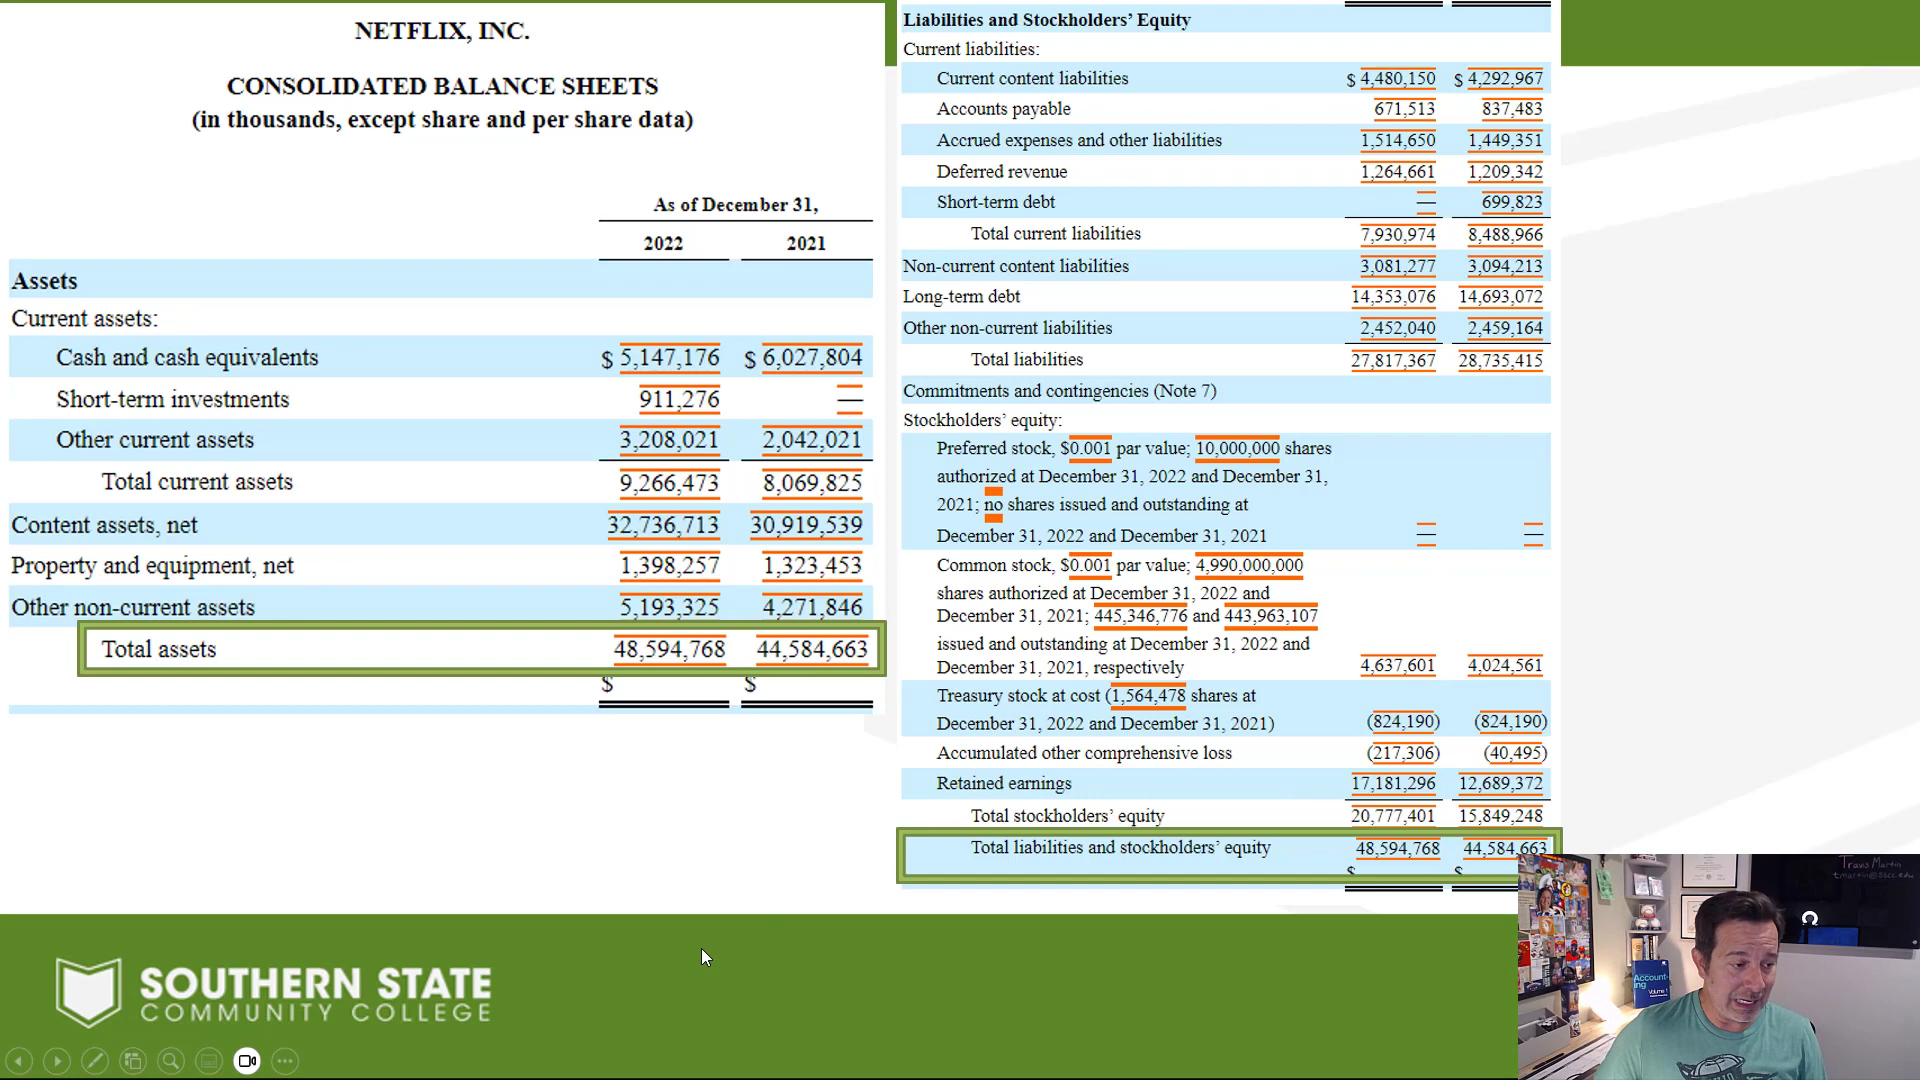 NETFLIX, INC.
CONSOLIDATED BALANCE SHEETS
(in thousands, except share and per share data)
As of December 31,
2022 2021
Assets
Current assets:
Cash and cash equivalents $ 5,147,176 $ 6,027,804
Short-term investments 911,276 —
Other current assets 3,208,021 2,042,021
Total current assets 9,266,473 8,069,825
Content assets, net 32,736,713 30,919,539
Property and equipment, net 1,398,257 1,323,453
Other non-current assets 5,193,325 4,271,846
Total assets 48,594,768 44,584,663
$ $
Liabilities and Stockholders’ Equity
Current liabilities:
Current content liabilities $ 4,480,150 $ 4,292,967
Accounts payable 671,513 837,483
Accrued expenses and other liabilities 1,514,650 1,449,351
Deferred revenue 1,264,661 1,209,342
Short-term debt — 699,823
Total current liabilities 7,930,974 8,488,966
Non-current content liabilities 3,081,277 3,094,213
Long-term debt 14,353,076 14,693,072
Other non-current liabilities 2,452,040 2,459,164
Total liabilities 27,817,367 28,735,415
Commitments and contingencies (Note 7)
Stockholders’ equity:
Preferred stock, $0.001 par value; 10,000,000 shares
authorized at December 31, 2022 and December 31,
2021; no shares issued and outstanding at
December 31, 2022 and December 31, 2021 — —
Common stock, $0.001 par value; 4,990,000,000
shares authorized at December 31, 2022 and
December 31, 2021; 445,346,776 and 443,963,107
issued and outstanding at December 31, 2022 and
December 31, 2021, respectively 4,637,601 4,024,561
Treasury stock at cost (1,564,478 shares at
December 31, 2022 and December 31, 2021) (824,190) (824,190)
Accumulated other comprehensive loss (217,306) (40,495)
Retained earnings 17,181,296 12,689,372
Total stockholders’ equity 20,777,401 15,849,248
Total liabilities and stockholders’ equity 48,594,768 44,584,663
$ $
SOUTHERN STATE
COMMUNITY COLLEGE
Travis Martin
tmartin@sscc.edu
Account-
ing
Volume 1